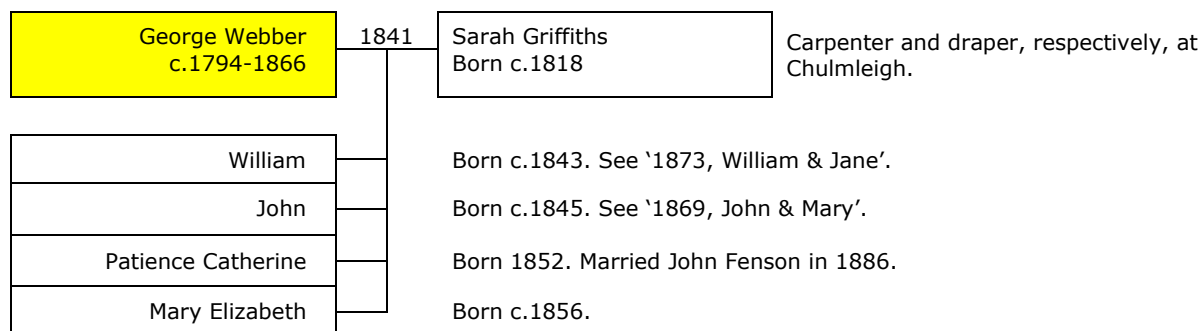 George Webber
c.1794-1866
1841
Sarah Griffiths
Born c.1818
Carpenter and draper, respectively, at
Chulmleigh.
William
Born c.1843. See ‘1873, William & Jane’.
John
Born c.1845. See ‘1869, John & Mary’.
Patience Catherine
Born 1852. Married John Fenson in 1886.
Mary Elizabeth
Born c.1856.